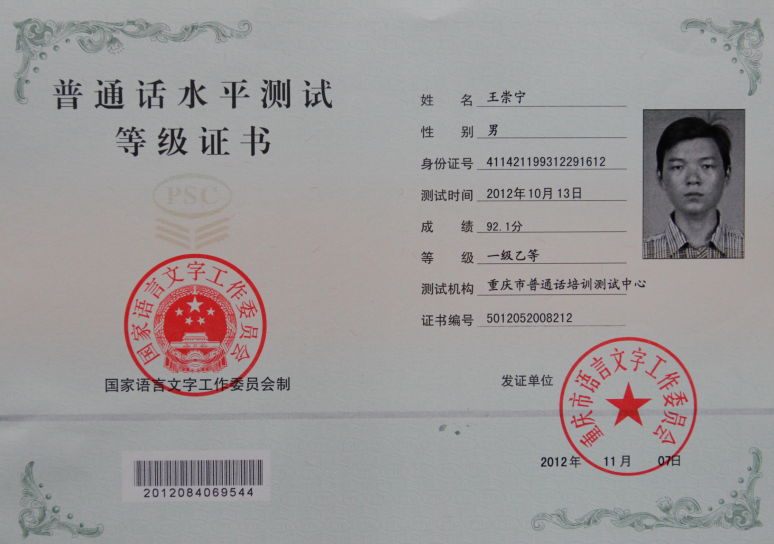 普通话水平测试
等级证书
PSC
国家语言文字工作委员会
国家语言文字工作委员会制
2012084069544
姓名 王崇宁
性别 男
身份证号 411421199312291612
测试时间 2012年10月13日
成绩 92.1分
等级 一级乙等
测试机构 重庆市普通话培训测试中心
证书编号 5012052008212
发证单位
重庆市语言文字工作委员会
2012年 11月 07日